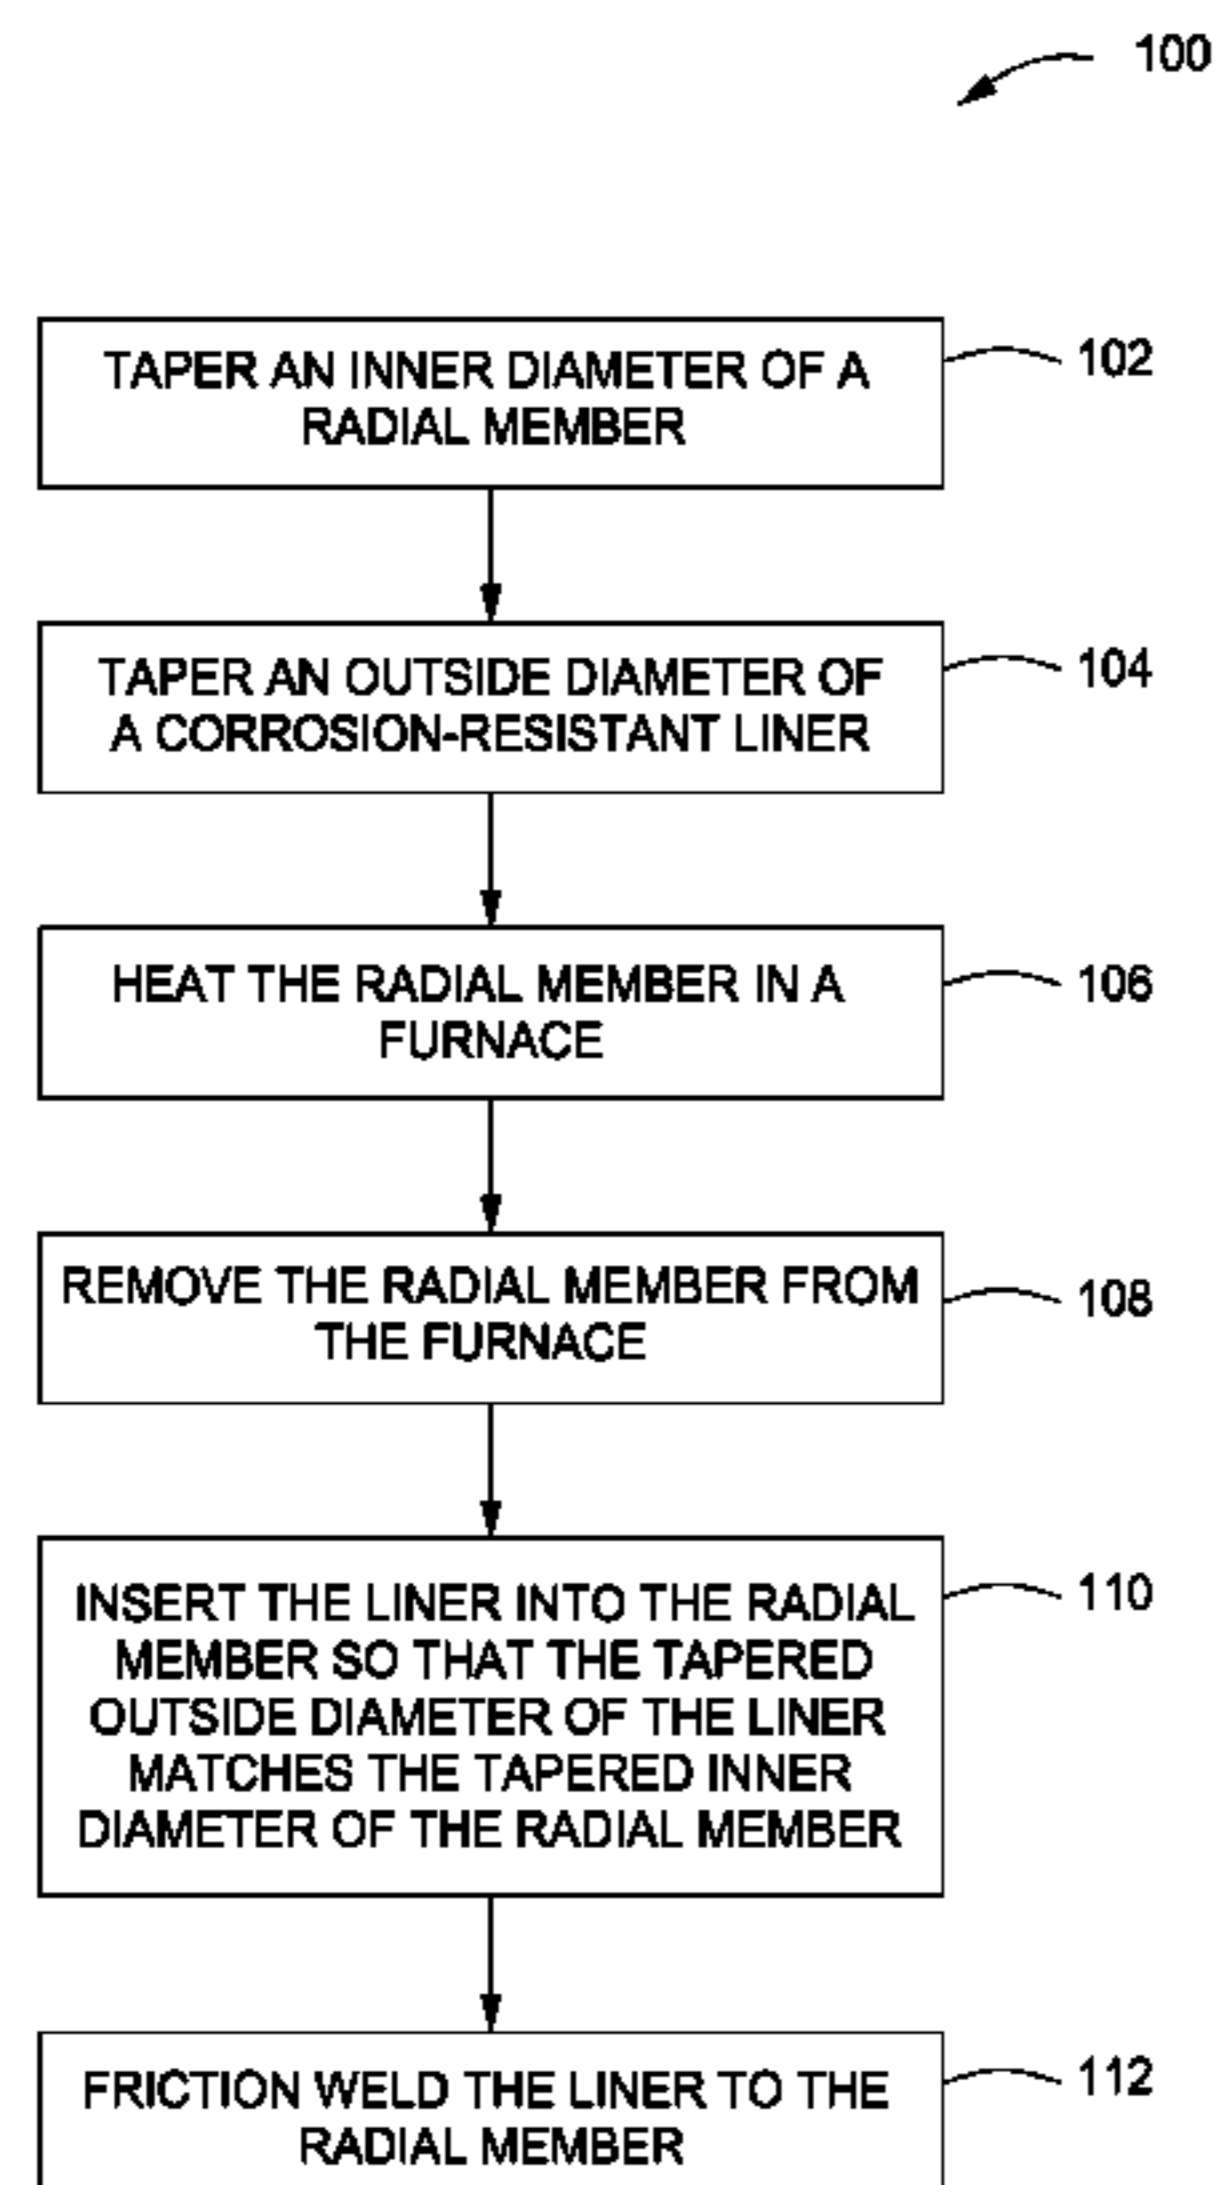 100
TAPER AN INNER DIAMETER OF A
RADIAL MEMBER
102
TAPER AN OUTSIDE DIAMETER OF
A CORROSION-RESISTANT LINER
104
HEAT THE RADIAL MEMBER IN A
FURNACE
106
REMOVE THE RADIAL MEMBER FROM
THE FURNACE
108
INSERT THE LINER INTO THE RADIAL
MEMBER SO THAT THE TAPERED
OUTSIDE DIAMETER OF THE LINER
MATCHES THE TAPERED INNER
DIAMETER OF THE RADIAL MEMBER
110
FRICTION WELD THE LINER TO THE
RADIAL MEMBER
112